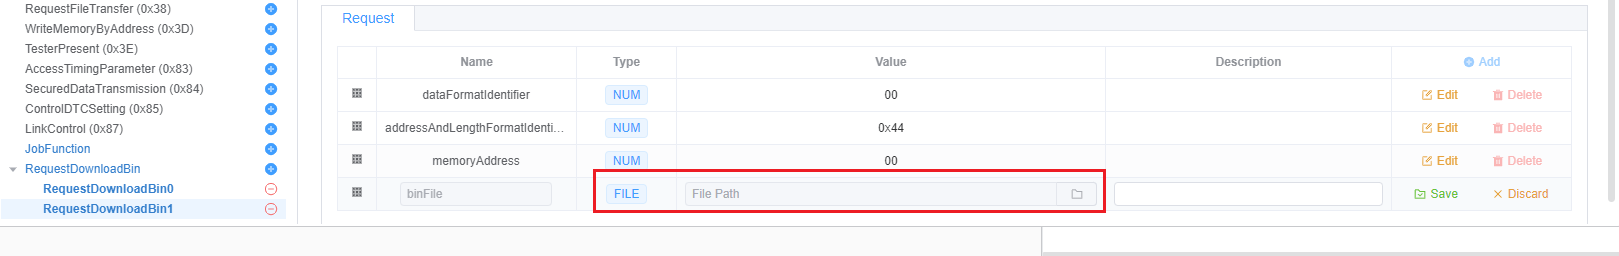 RequestFileTransfer (0x38)
WriteMemoryByAddress (0x3D)
TesterPresent (0x3E)
AccessTimingParameter (0x83)
SecuredDataTransmission (0x84)
ControlDTCSetting (0x85)
LinkControl (0x87)
JobFunction
RequestDownloadBin
RequestDownloadBin0
RequestDownloadBin1
Request
Name Type Value Description Add
dataFormatIdentifier NUM 00 Edit Delete
addressAndLengthFormatIdenti... NUM 0x44 Edit Delete
memoryAddress NUM 00 Edit Delete
binFile FILE File Path Save Discard